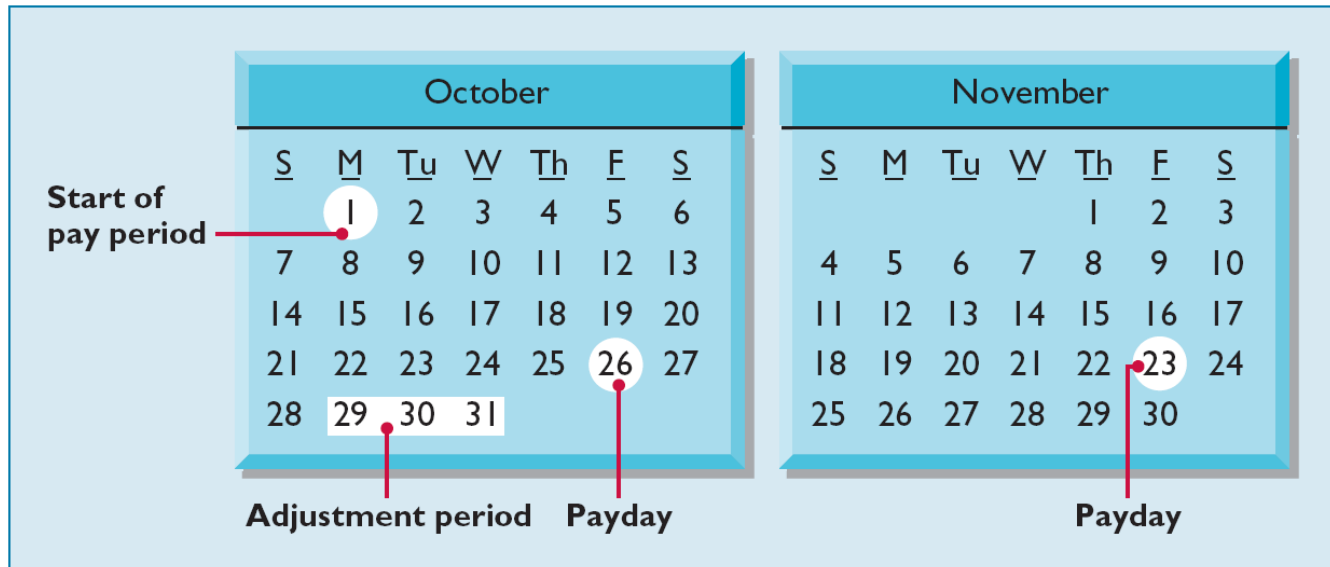 October
S M Tu W Th F S
1 2 3 4 5 6
7 8 9 10 11 12 13
14 15 16 17 18 19 20
21 22 23 24 25 26 27
28 29 30 31
November
S M Tu W Th F S
1 2 3
4 5 6 7 8 9 10
11 12 13 14 15 16 17
18 19 20 21 22 23 24
25 26 27 28 29 30
Start of
pay period
Adjustment period
Payday
Payday